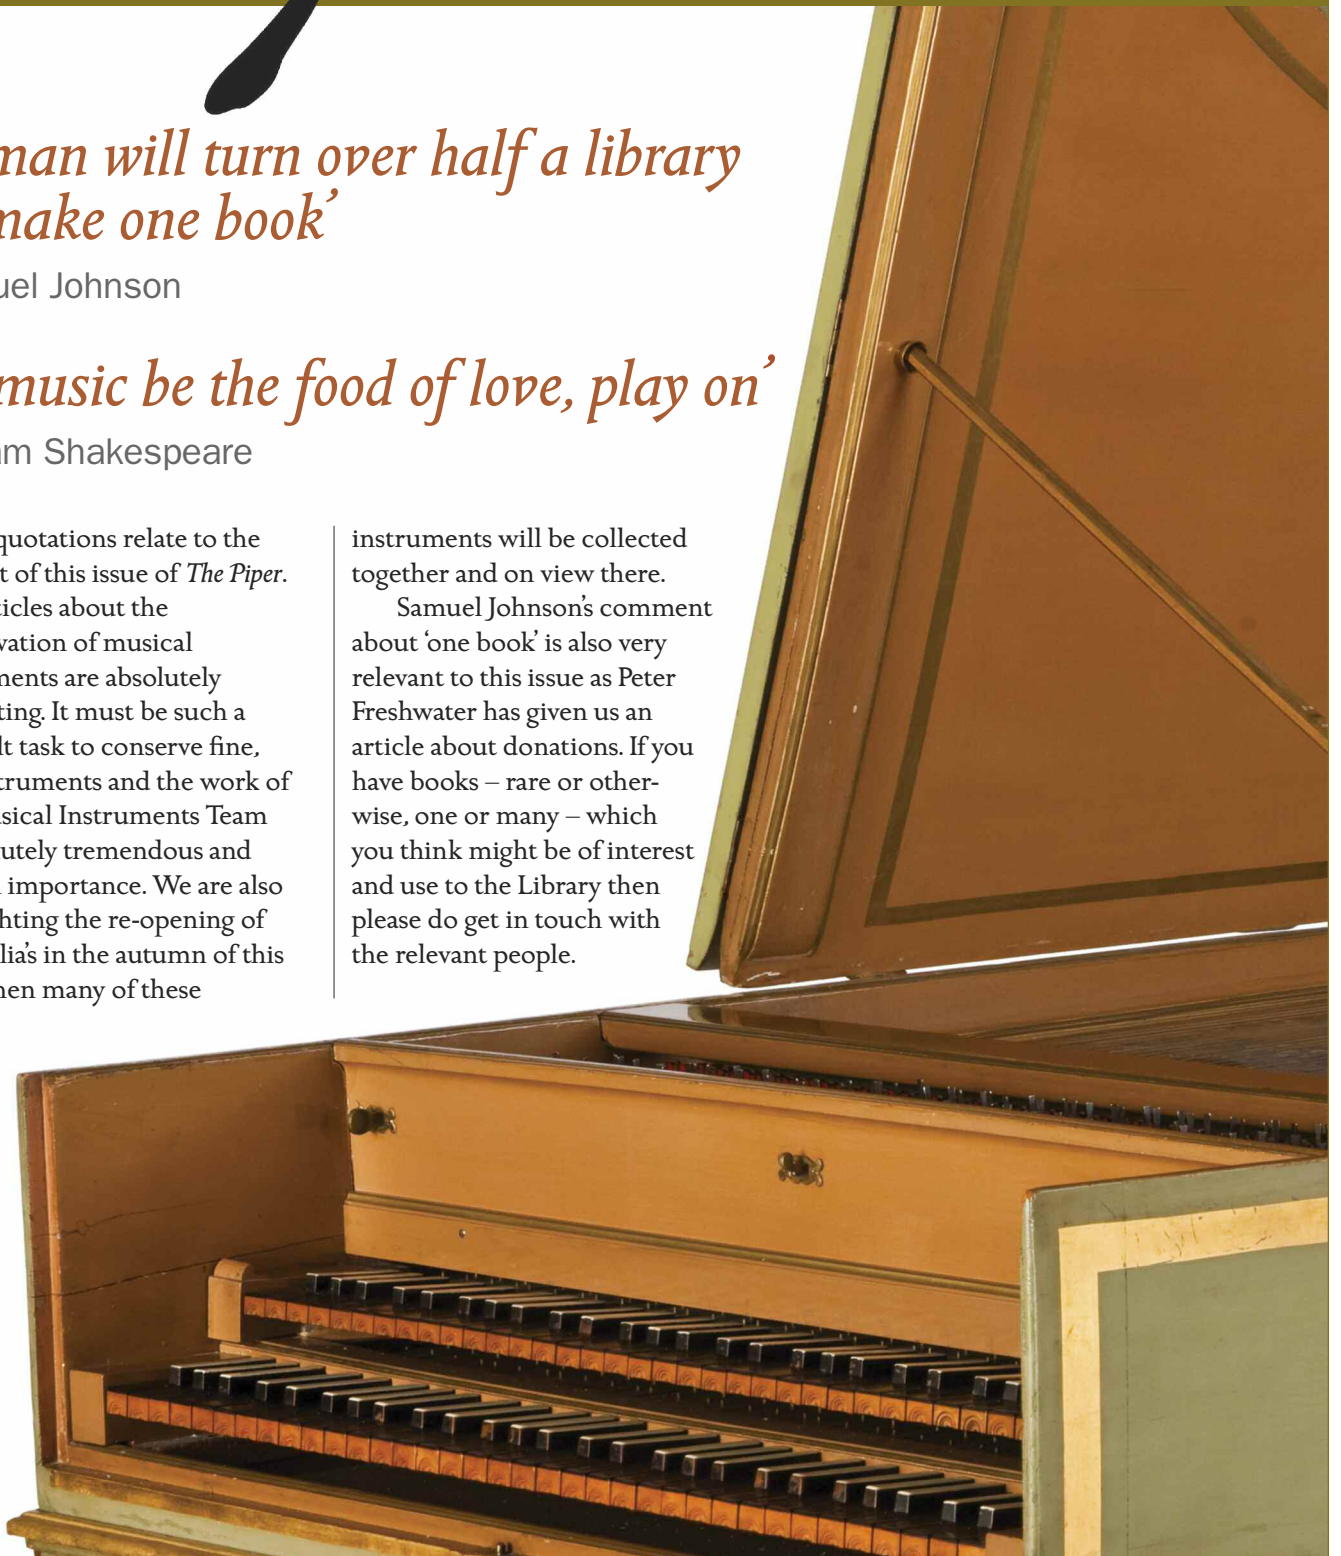 man will turn over half a library
make one book’
uel Johnson
music be the food of love, play on’
am Shakespeare
quotations relate to the
t of this issue of The Piper.
ticles about the
vation of musical
ments are absolutely
ting. It must be such a
lt task to conserve fine,
truments and the work of
usical Instruments Team
lutely tremendous and
importance. We are also
hting the re-opening of
lia’s in the autumn of this
hen many of these
instruments will be collected
together and on view there.
Samuel Johnson’s comment
about ‘one book’ is also very
relevant to this issue as Peter
Freshwater has given us an
article about donations. If you
have books – rare or other-
wise, one or many – which
you think might be of interest
and use to the Library then
please do get in touch with
the relevant people.